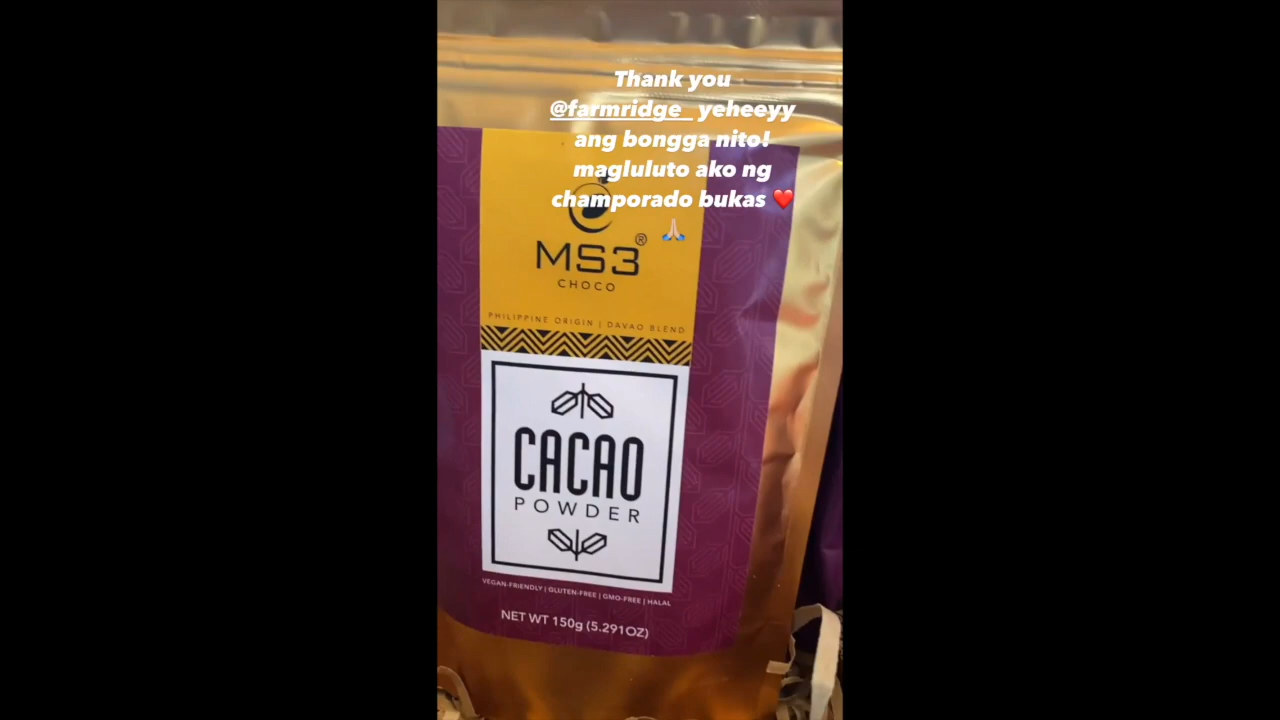 Thank you
@farmridge_ yeheeyy
ang bongga nito!
magluluto ako ng
champorado bukas ❤️
🙏🏼
MS3®
CHOCO
PHILIPPINE ORIGIN | DAVAO BLEND
CACAO
POWDER
VEGAN-FRIENDLY | GLUTEN-FREE | GMO-FREE | HALAL
NET WT 150g (5.291OZ)